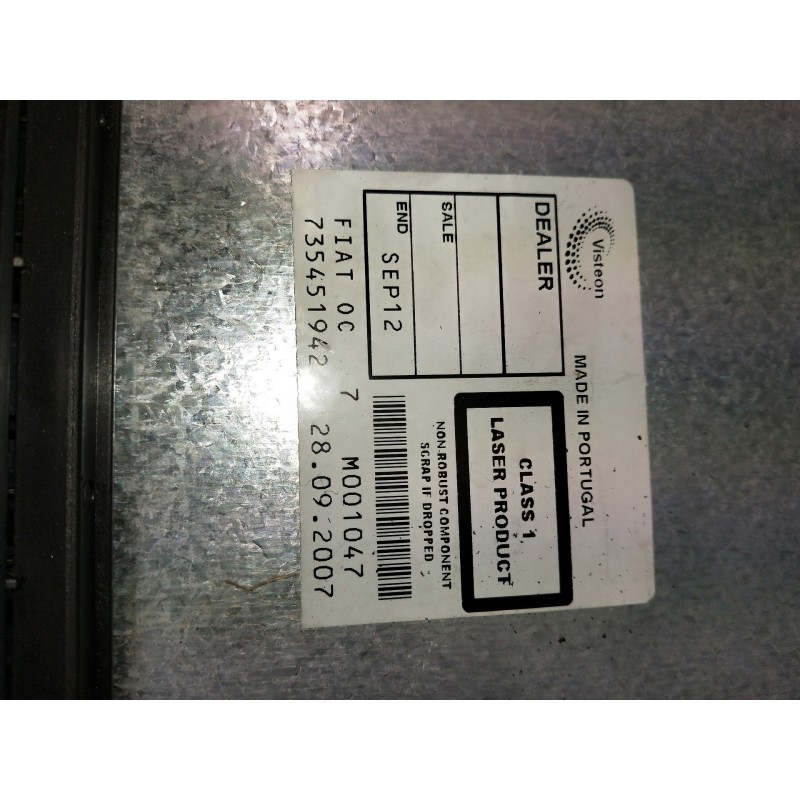 Visteon
MADE IN PORTUGAL
DEALER
SALE
END SEP12
CLASS 1
LASER PRODUCT
NON-ROBUST COMPONENT
SCRAP IF DROPPED
FIAT OC 7 M001047
735451942 28.09.2007